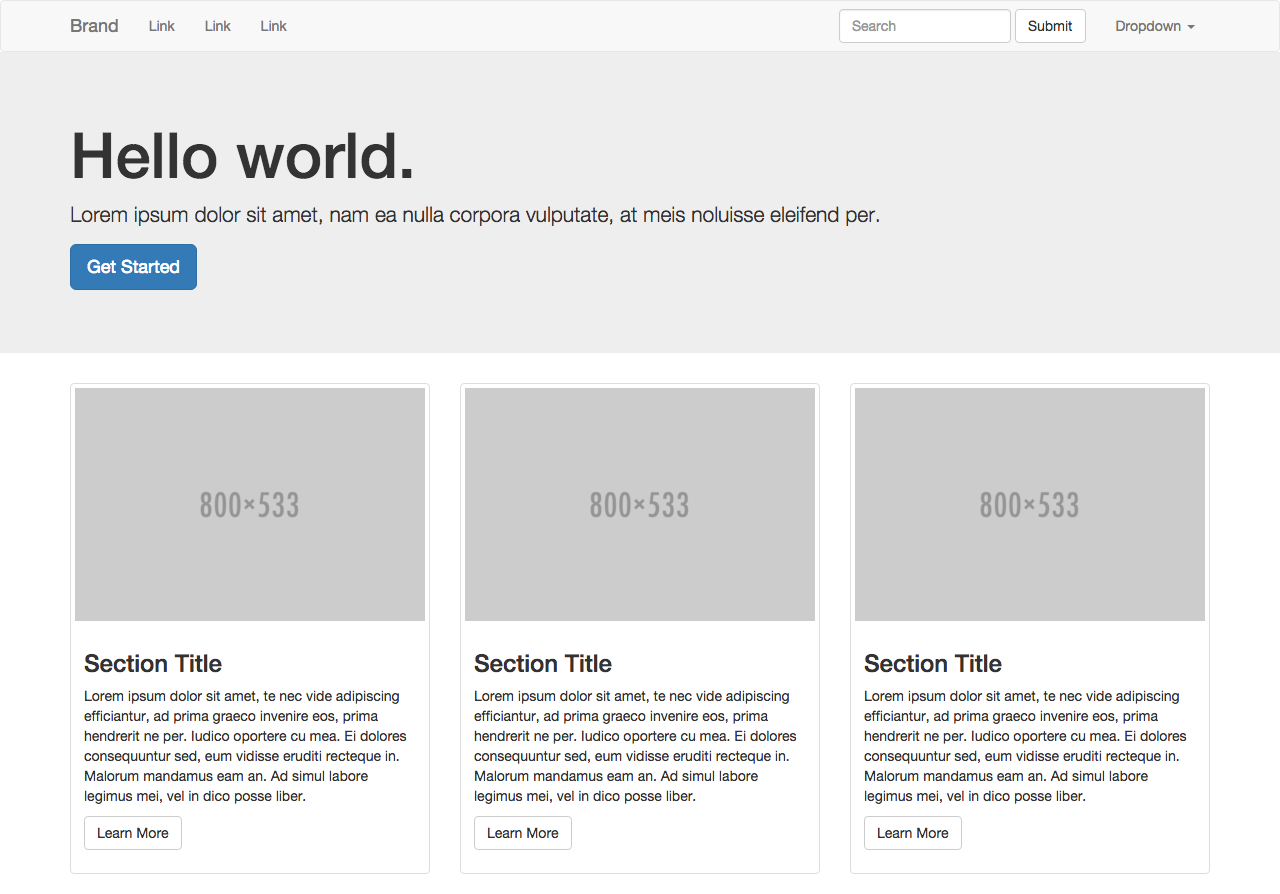 Brand Link Link Link Search Submit Dropdown
Hello world.
Lorem ipsum dolor sit amet, nam ea nulla corpora vulputate, at meis noluisse eleifend per.
Get Started
800×533
Section Title
Lorem ipsum dolor sit amet, te nec vide adipiscing
efficiantur, ad prima graeco invenire eos, prima
hendrerit ne per. Iudico oportere cu mea. Ei dolores
consequuntur sed, eum vidisse eruditi recteque in.
Malorum mandamus eam an. Ad simul labore
legimus mei, vel in dico posse liber.
Learn More
800×533
Section Title
Lorem ipsum dolor sit amet, te nec vide adipiscing
efficiantur, ad prima graeco invenire eos, prima
hendrerit ne per. Iudico oportere cu mea. Ei dolores
consequuntur sed, eum vidisse eruditi recteque in.
Malorum mandamus eam an. Ad simul labore
legimus mei, vel in dico posse liber.
Learn More
800×533
Section Title
Lorem ipsum dolor sit amet, te nec vide adipiscing
efficiantur, ad prima graeco invenire eos, prima
hendrerit ne per. Iudico oportere cu mea. Ei dolores
consequuntur sed, eum vidisse eruditi recteque in.
Malorum mandamus eam an. Ad simul labore
legimus mei, vel in dico posse liber.
Learn More